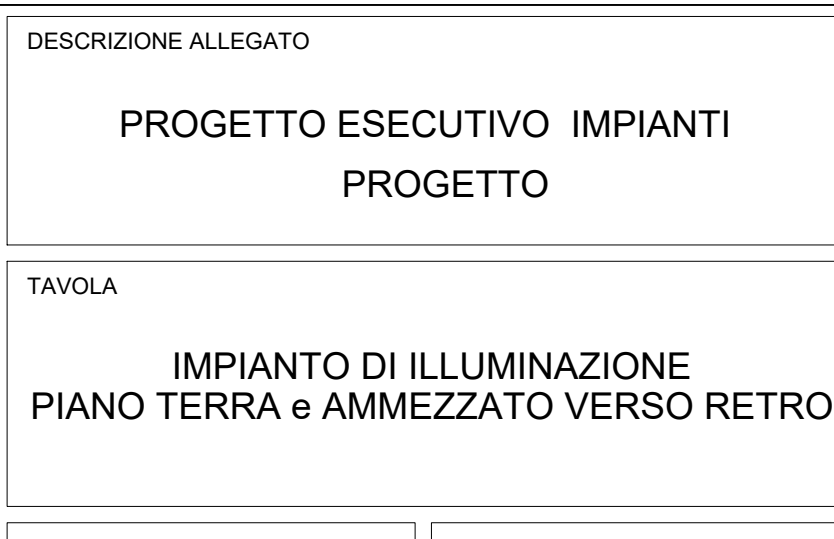 DESCRIZIONE ALLEGATO
PROGETTO ESECUTIVO IMPIANTI
PROGETTO
TAVOLA
IMPIANTO DI ILLUMINAZIONE
PIANO TERRA e AMMEZZATO VERSO RETRO